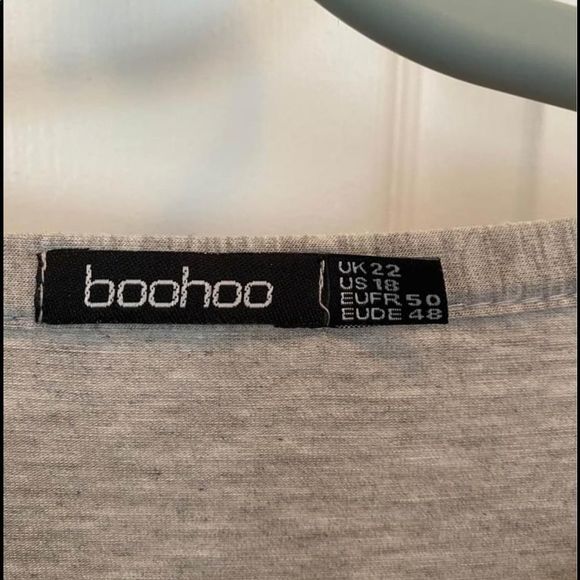 boohoo
UK 22
US 18
EUFR 50
EUDE 48